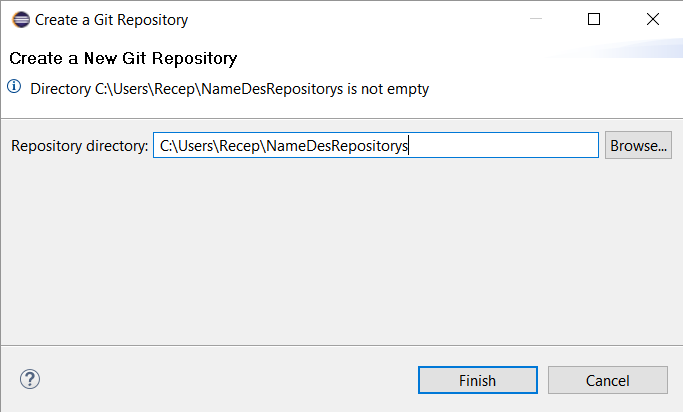 Create a Git Repository
Create a New Git Repository
Directory C:\Users\Recep\NameDesRepositorys is not empty
Repository directory: C:\Users\Recep\NameDesRepositorys Browse...
? Finish Cancel